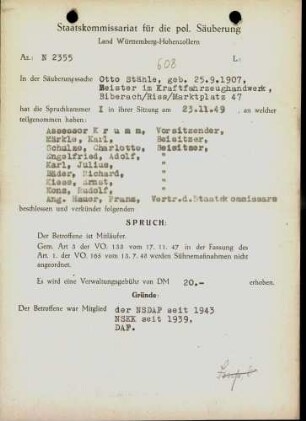 Staatskommissariat für die pol. Säuberung
Land Württemberg-Hohenzollern
Az.: N 2355
608
L:
In der Säuberungssache Otto Stähle, geb. 25.9.1907,
Meister im Kraftfahrzeughandwerk,
Biberach/Riss/Marktplatz 47
hat die Spruchkammer I in ihrer Sitzung am 23.11.49, an welcher
teilgenommen haben:
Assessor Krumm, Vorsitzender,
Märkle, Karl, Beisitzer,
Schulze, Charlotte, Beisitzer,
Engelfried, Adolf, "
Karl, Julius, "
Bäder, Richard, "
Kiess, Ernst, "
Konz, Rudolf, "
Ang. Franz, Vertr.d.Staatskommissars
beschlossen und verkündet folgenden
SPRUCH:
Der Betroffene ist Mitläufer.
Gem. Art 3 der VO. 133 vom 17. 11. 47 in der Fassung des
Art. 1. der VO. 165 vom 13. 7. 48 werden Sühnemaßnahmen nicht
angeordnet.
Es wird eine Verwaltungsgebühr von DM 20.- erhoben.
Gründe:
Der Betroffene war Mitglied der NSDAP seit 1943
NSKK seit 1939,
DAF.